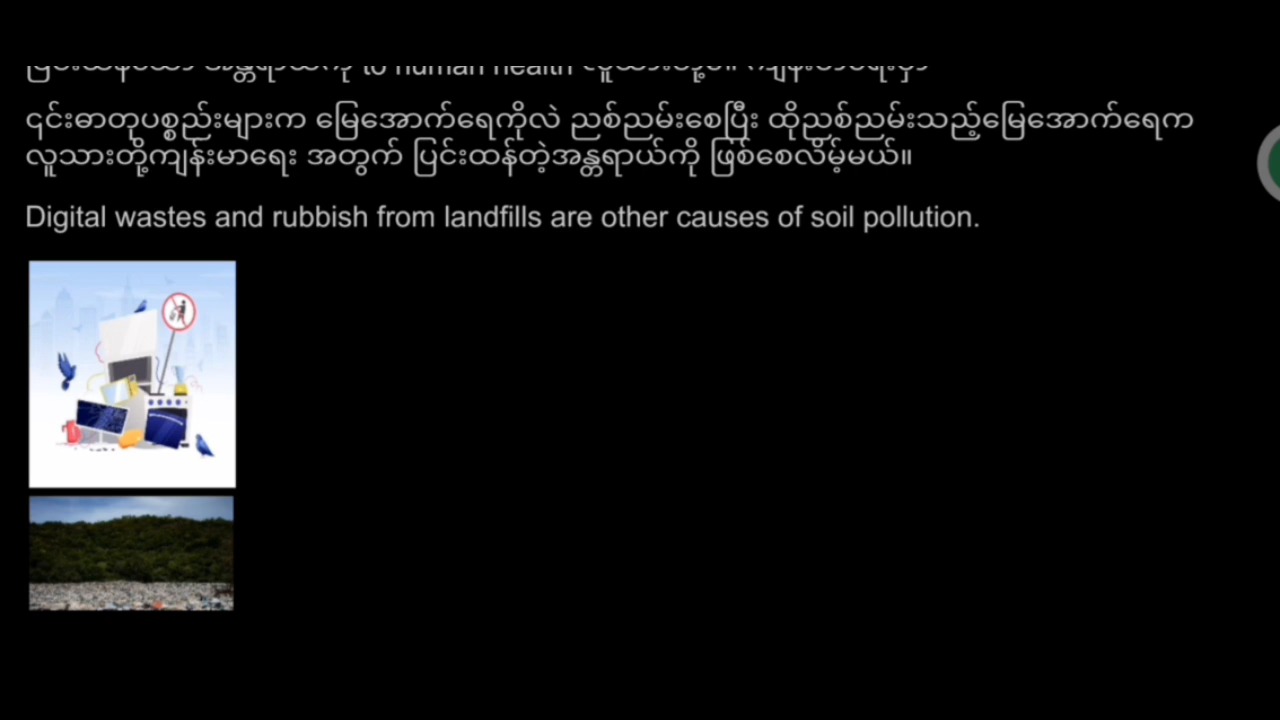 to human health
၎င်းဓာတုပစ္စည်းများက မြေအောက်ရေကိုလဲ ညစ်ညမ်းစေပြီး ထိုညစ်ညမ်းသည့်မြေအောက်ရေက
လူသားတို့ကျန်းမာရေး အတွက် ပြင်းထန်တဲ့အန္တရာယ်ကို ဖြစ်စေလိမ့်မယ်။
Digital wastes and rubbish from landfills are other causes of soil pollution.